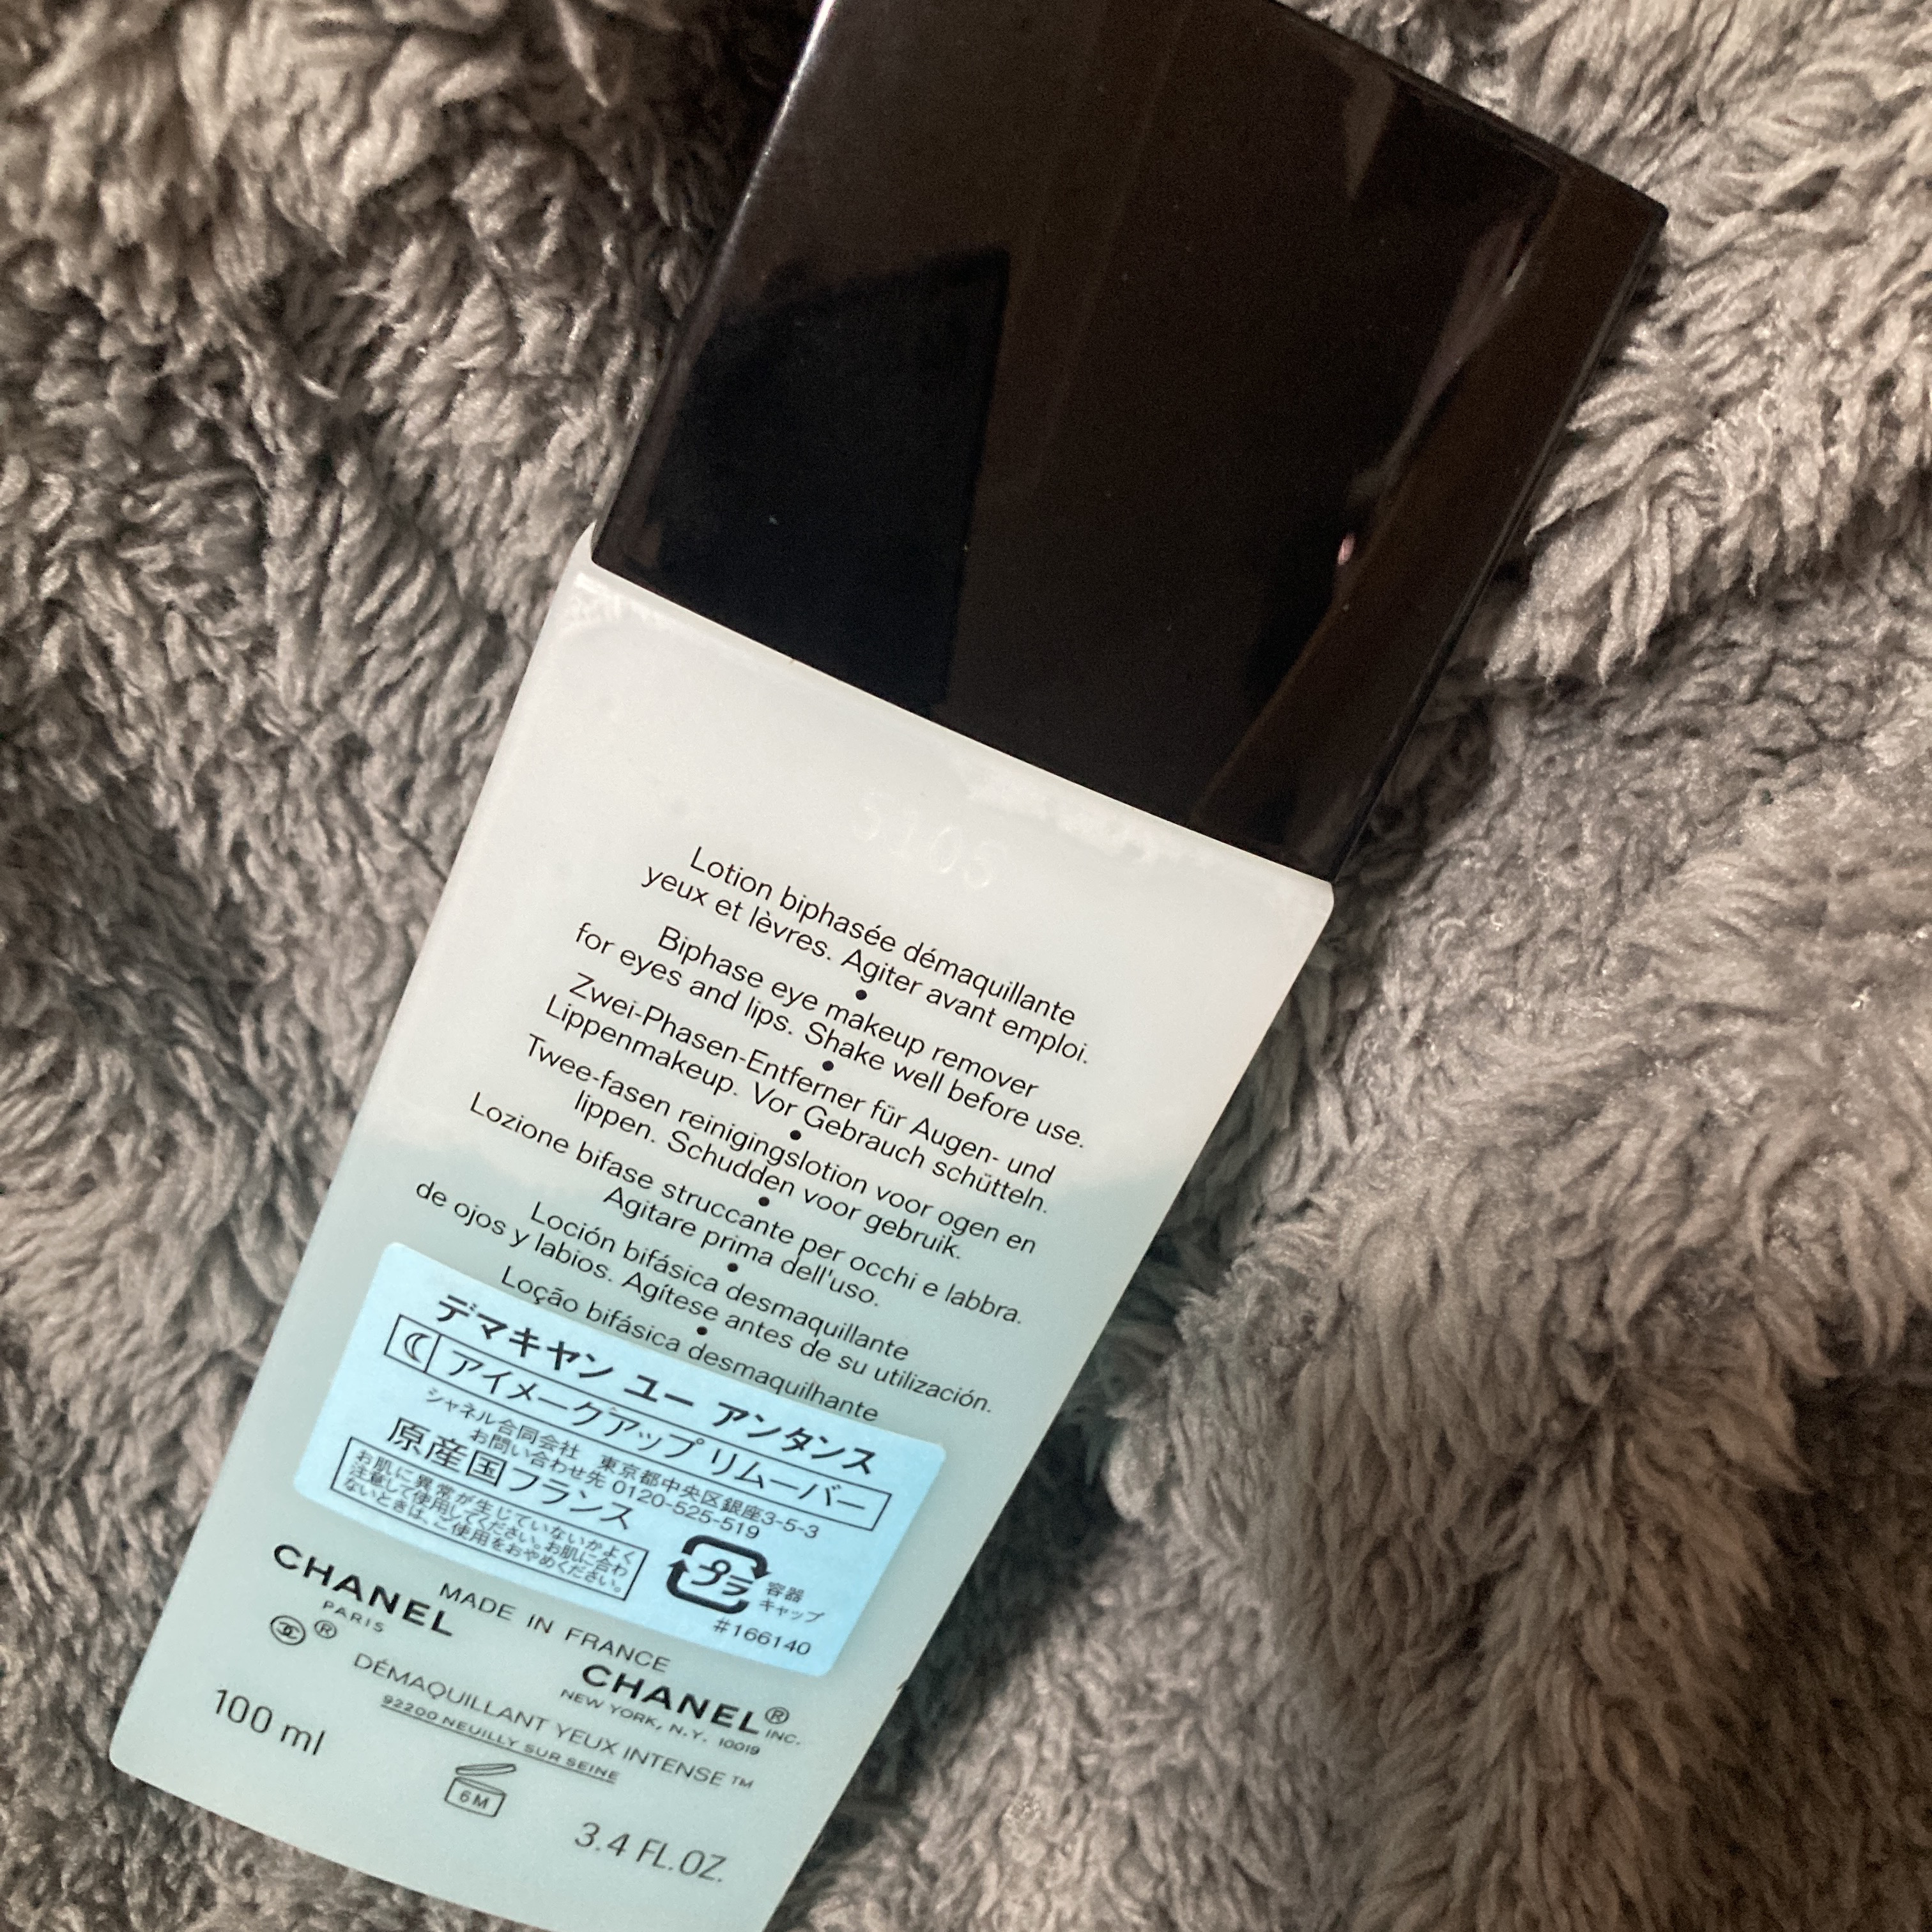 5105
Lotion biphasée démaquillante
yeux et lèvres. Agiter avant emploi.
•
Biphase eye makeup remover
for eyes and lips. Shake well before use.
•
Zwei-Phasen-Entferner für Augen- und
Lippenmakeup. Vor Gebrauch schütteln.
•
Twee-fasen reinigingslotion voor ogen en
lippen. Schudden voor gebruik.
•
Lozione bifase struccante per occhi e labbra.
Agitare prima dell'uso.
•
Loción bifásica desmaquillante
de ojos y labios. Agítese antes de su utilización.
•
Loção bifásica desmaquilhante
デマキヤン ユー アンタンス
アイメークアップ リムーバー
シャネル合同会社 東京都中央区銀座3-5-3
お問い合わせ先 0120-525-519
原産国フランス
お肌に異常が生じていないかよく
注意して使用してください。お肌に合わ
ないときは、ご使用をおやめください。
プラ
容器
キャップ
#166140
MADE IN FRANCE
CHANEL
PARIS
®
CHANEL® INC.
NEW YORK, N.Y. 10019
DÉMAQUILLANT YEUX INTENSE™
92200 NEUILLY SUR SEINE
100 ml
6M
3.4 FL.OZ.